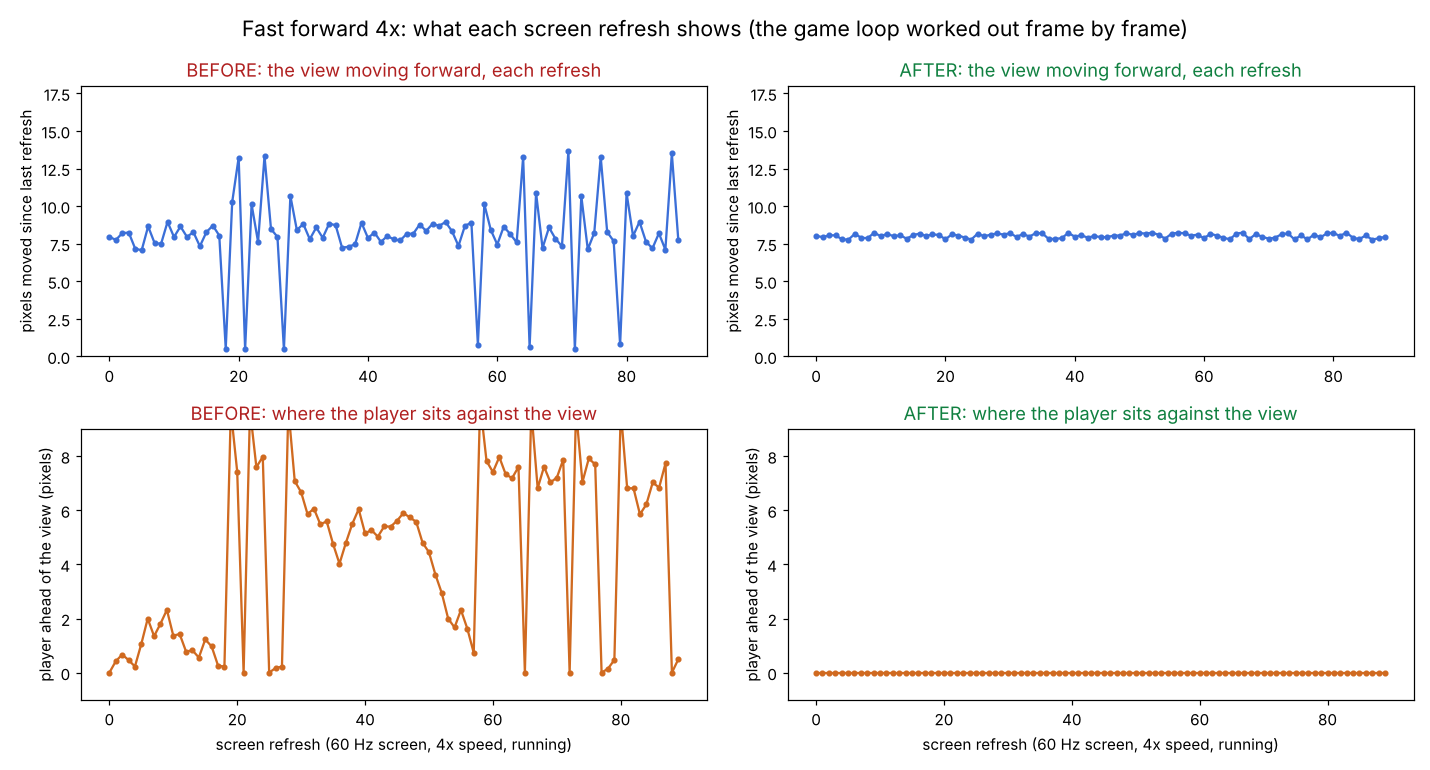 Fast forward 4x: what each screen refresh shows (the game loop worked out frame by frame)
BEFORE: the view moving forward, each refresh
pixels moved since last refresh
17.5
15.0
12.5
10.0
7.5
5.0
2.5
0.0
0 20 40 60 80
AFTER: the view moving forward, each refresh
pixels moved since last refresh
17.5
15.0
12.5
10.0
7.5
5.0
2.5
0.0
0 20 40 60 80
BEFORE: where the player sits against the view
player ahead of the view (pixels)
8
6
4
2
0
0 20 40 60 80
screen refresh (60 Hz screen, 4x speed, running)
AFTER: where the player sits against the view
player ahead of the view (pixels)
8
6
4
2
0
0 20 40 60 80
screen refresh (60 Hz screen, 4x speed, running)